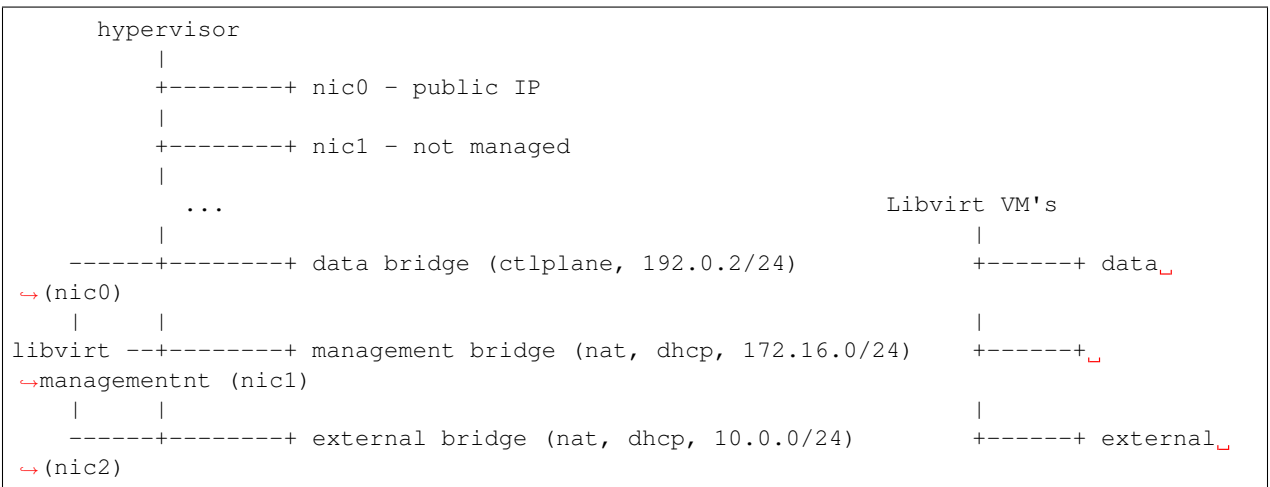 hypervisor
          |
          +--------+ nic0 - public IP
          |
          +--------+ nic1 - not managed
          |
            ...                                            Libvirt VM's
          |                                                      |
    ------+--------+ data bridge (ctlplane, 192.0.2/24)          +------+ data␣
↪(nic0)
    |     |                                                      |
libvirt --+--------+ management bridge (nat, dhcp, 172.16.0/24)  +------+␣
↪managementnt (nic1)
    |     |                                                      |
    ------+--------+ external bridge (nat, dhcp, 10.0.0/24)      +------+ external␣
↪(nic2)